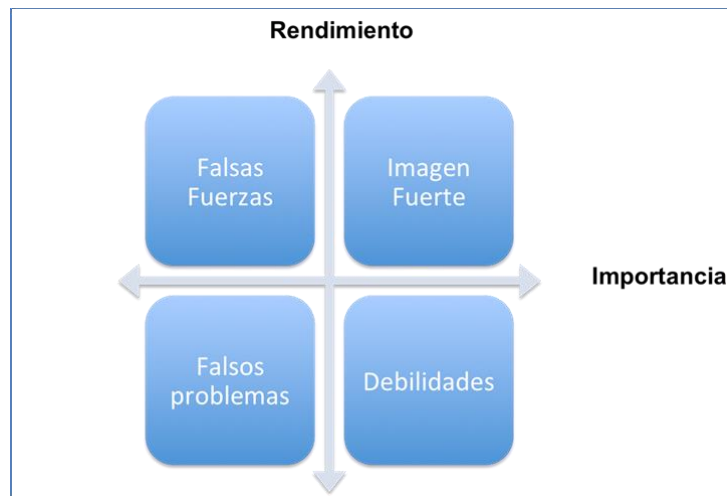 Rendimiento
Falsas
Fuerzas
Imagen
Fuerte
Importancia
Falsos
problemas
Debilidades